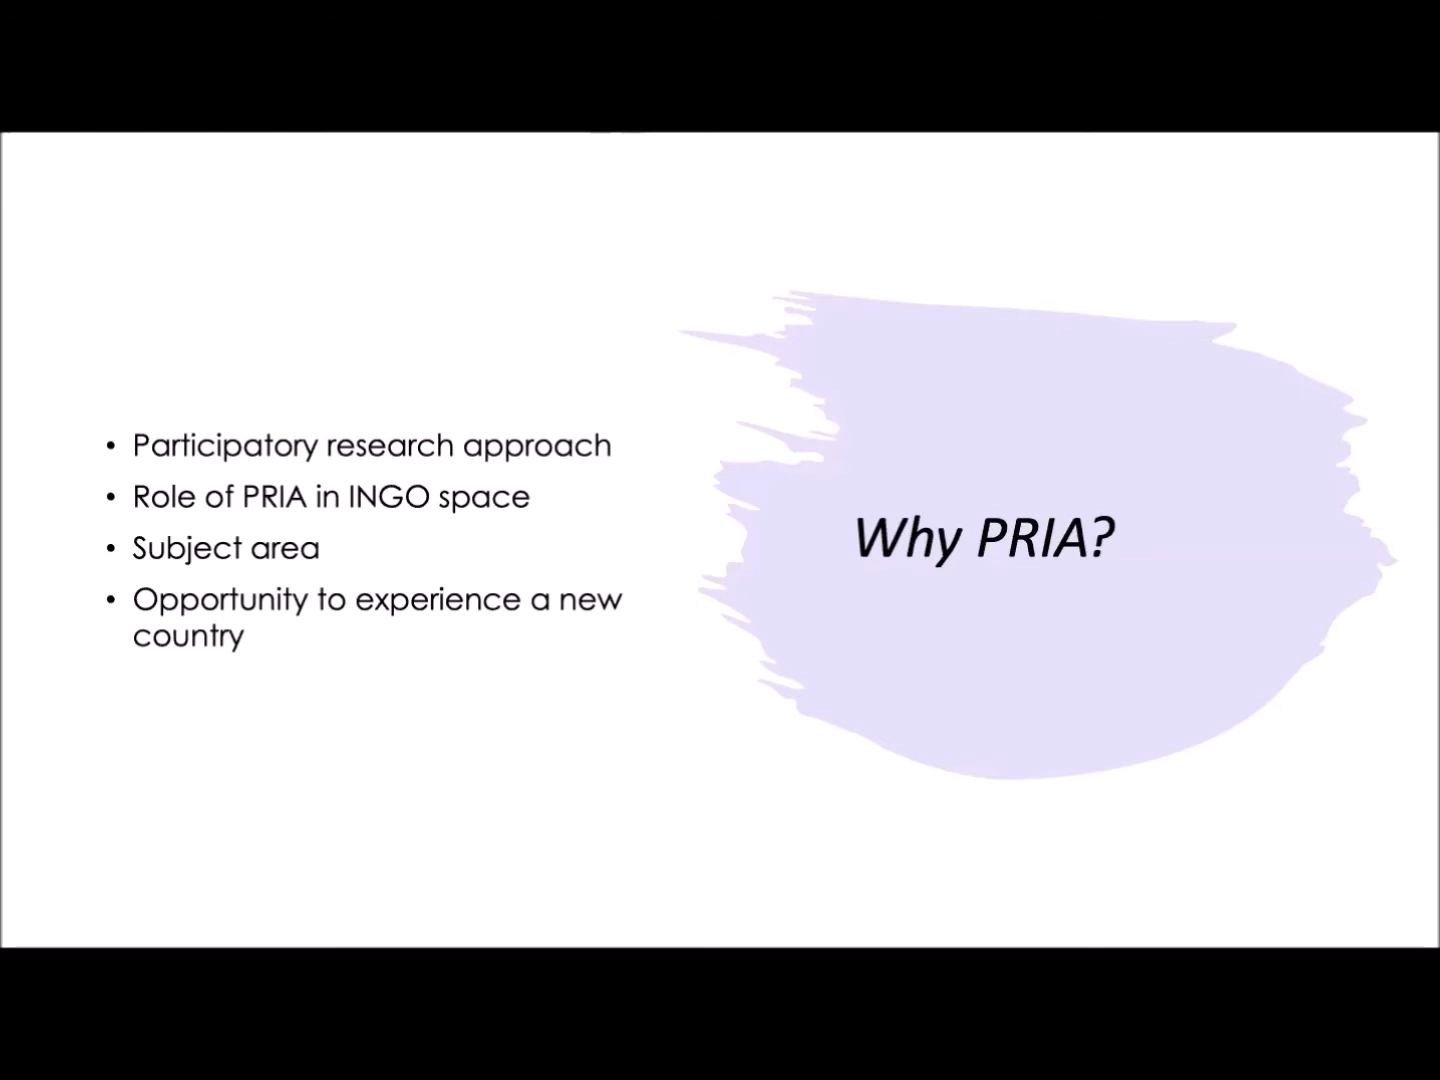 • Participatory research approach
• Role of PRIA in INGO space
• Subject area
• Opportunity to experience a new
country
Why PRIA?